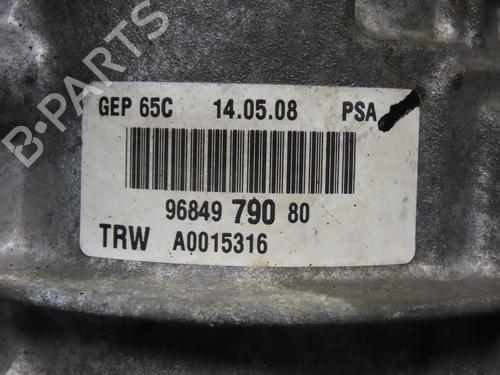 B-PARTS
GEP 65C 14.05.08 PSA
96849 790 80
TRW A0015316